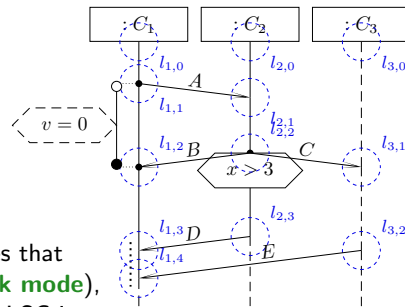 : C₁ : C₂ : C₃
l₁,₀ l₂,₀ l₃,₀
A
l₁,₁
v = 0
l₂,₁
l₂,₂
l₁,₂ B C l₃,₁
x > 3
l₁,₃ D l₂,₃ l₃,₂
s that
l₁,₄ E
k mode),